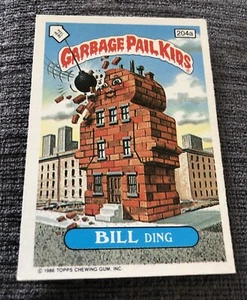 GARBAGE PAIL KIDS
204a
BILL DING
© 1986 TOPPS CHEWING GUM, INC.